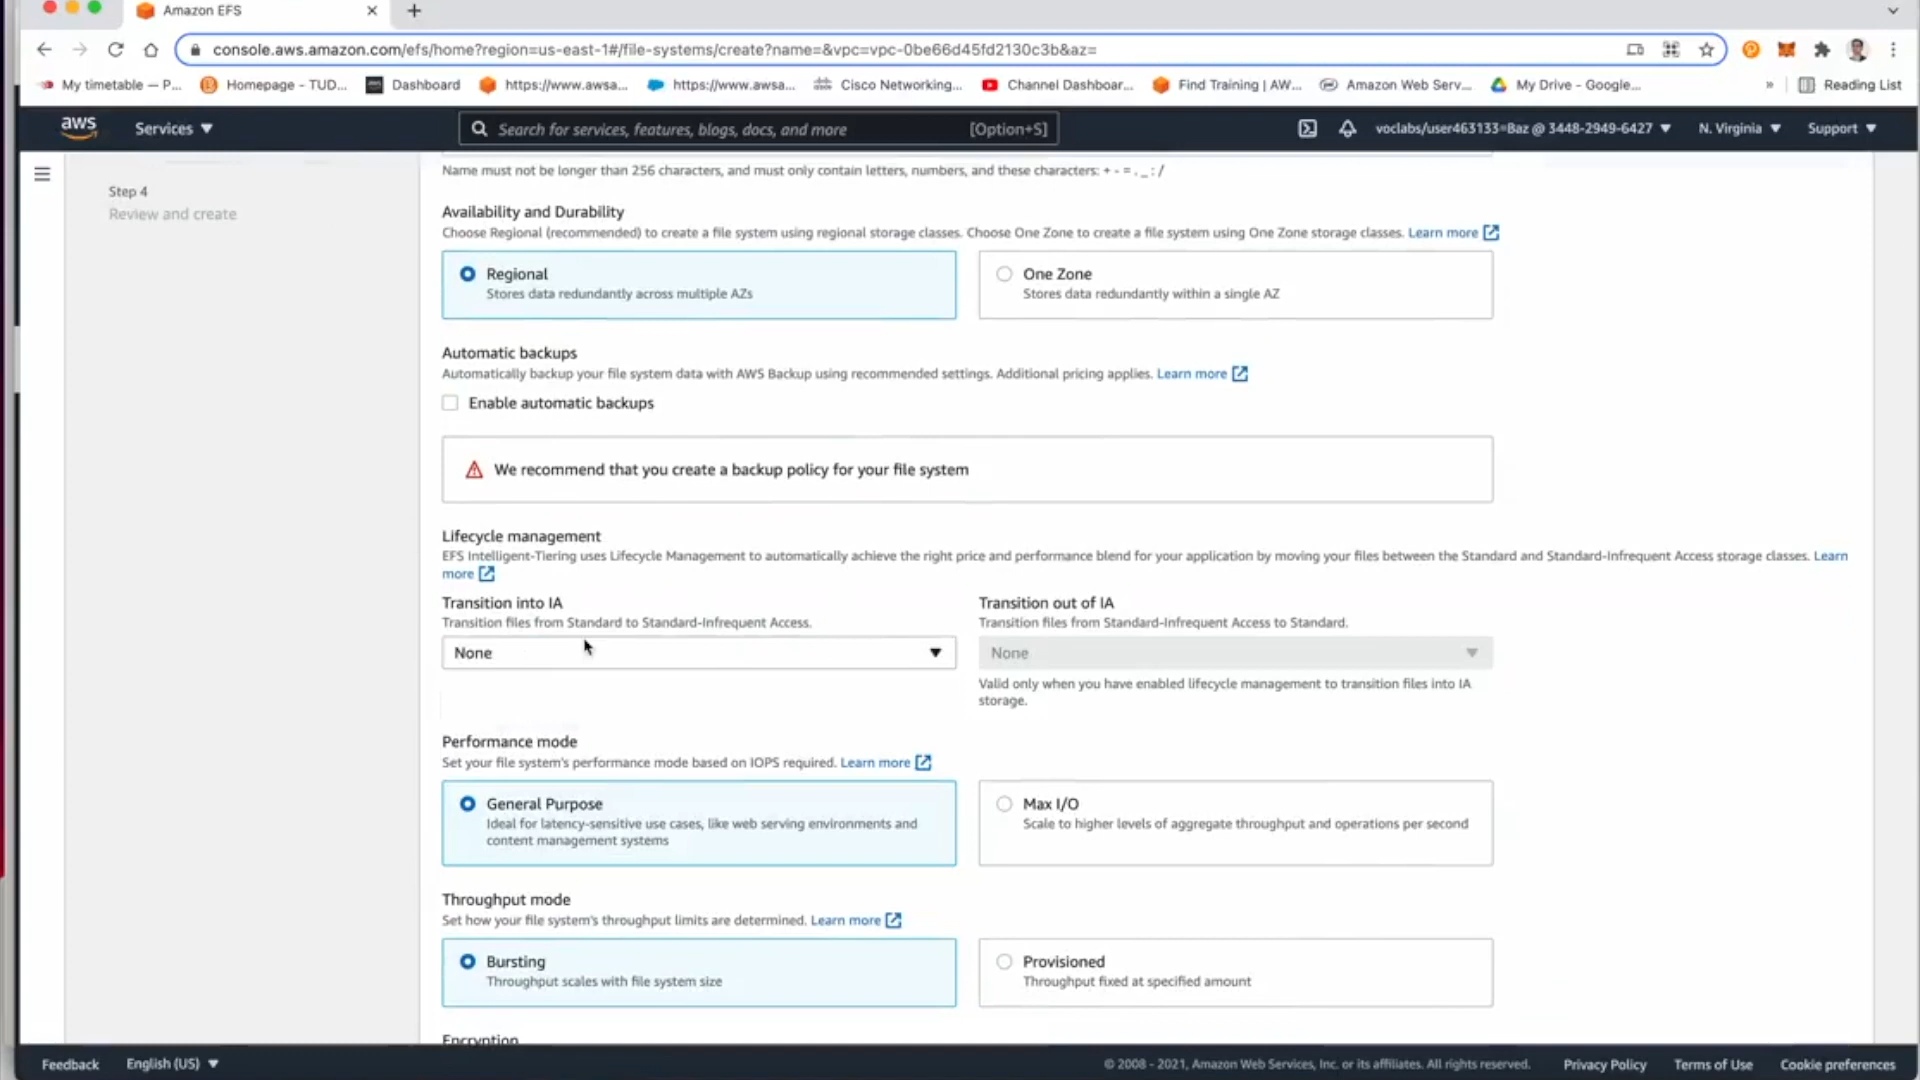 Amazon EFS
console.aws.amazon.com/efs/home?region=us-east-1#/file-systems/create?name=&vpc=vpc-0be66d45fd2130c3b&az=
My timetable — P... Homepage - TUD... Dashboard https://www.awsa... https://www.awsa... Cisco Networking... Channel Dashboar... Find Training | AW... Amazon Web Serv... My Drive - Google... » Reading List
aws Services ▼ Search for services, features, blogs, docs, and more [Option+S] voclabs/user463133=Baz @ 3448-2949-6427 ▼ N. Virginia ▼ Support ▼
Name must not be longer than 256 characters, and must only contain letters, numbers, and these characters: + - = . _ : /
Step 4
Review and create
Availability and Durability
Choose Regional (recommended) to create a file system using regional storage classes. Choose One Zone to create a file system using One Zone storage classes. Learn more
Regional
Stores data redundantly across multiple AZs
One Zone
Stores data redundantly within a single AZ
Automatic backups
Automatically backup your file system data with AWS Backup using recommended settings. Additional pricing applies. Learn more
Enable automatic backups
We recommend that you create a backup policy for your file system
Lifecycle management
EFS Intelligent-Tiering uses Lifecycle Management to automatically achieve the right price and performance blend for your application by moving your files between the Standard and Standard-Infrequent Access storage classes. Learn
more
Transition into IA
Transition files from Standard to Standard-Infrequent Access.
None
Transition out of IA
Transition files from Standard-Infrequent Access to Standard.
None
Valid only when you have enabled lifecycle management to transition files into IA
storage.
Performance mode
Set your file system's performance mode based on IOPS required. Learn more
General Purpose
Ideal for latency-sensitive use cases, like web serving environments and
content management systems
Max I/O
Scale to higher levels of aggregate throughput and operations per second
Throughput mode
Set how your file system's throughput limits are determined. Learn more
Bursting
Throughput scales with file system size
Provisioned
Throughput fixed at specified amount
Encryption
Feedback English (US) ▼ © 2008 - 2021, Amazon Web Services, Inc. or its affiliates. All rights reserved. Privacy Policy Terms of Use Cookie preferences